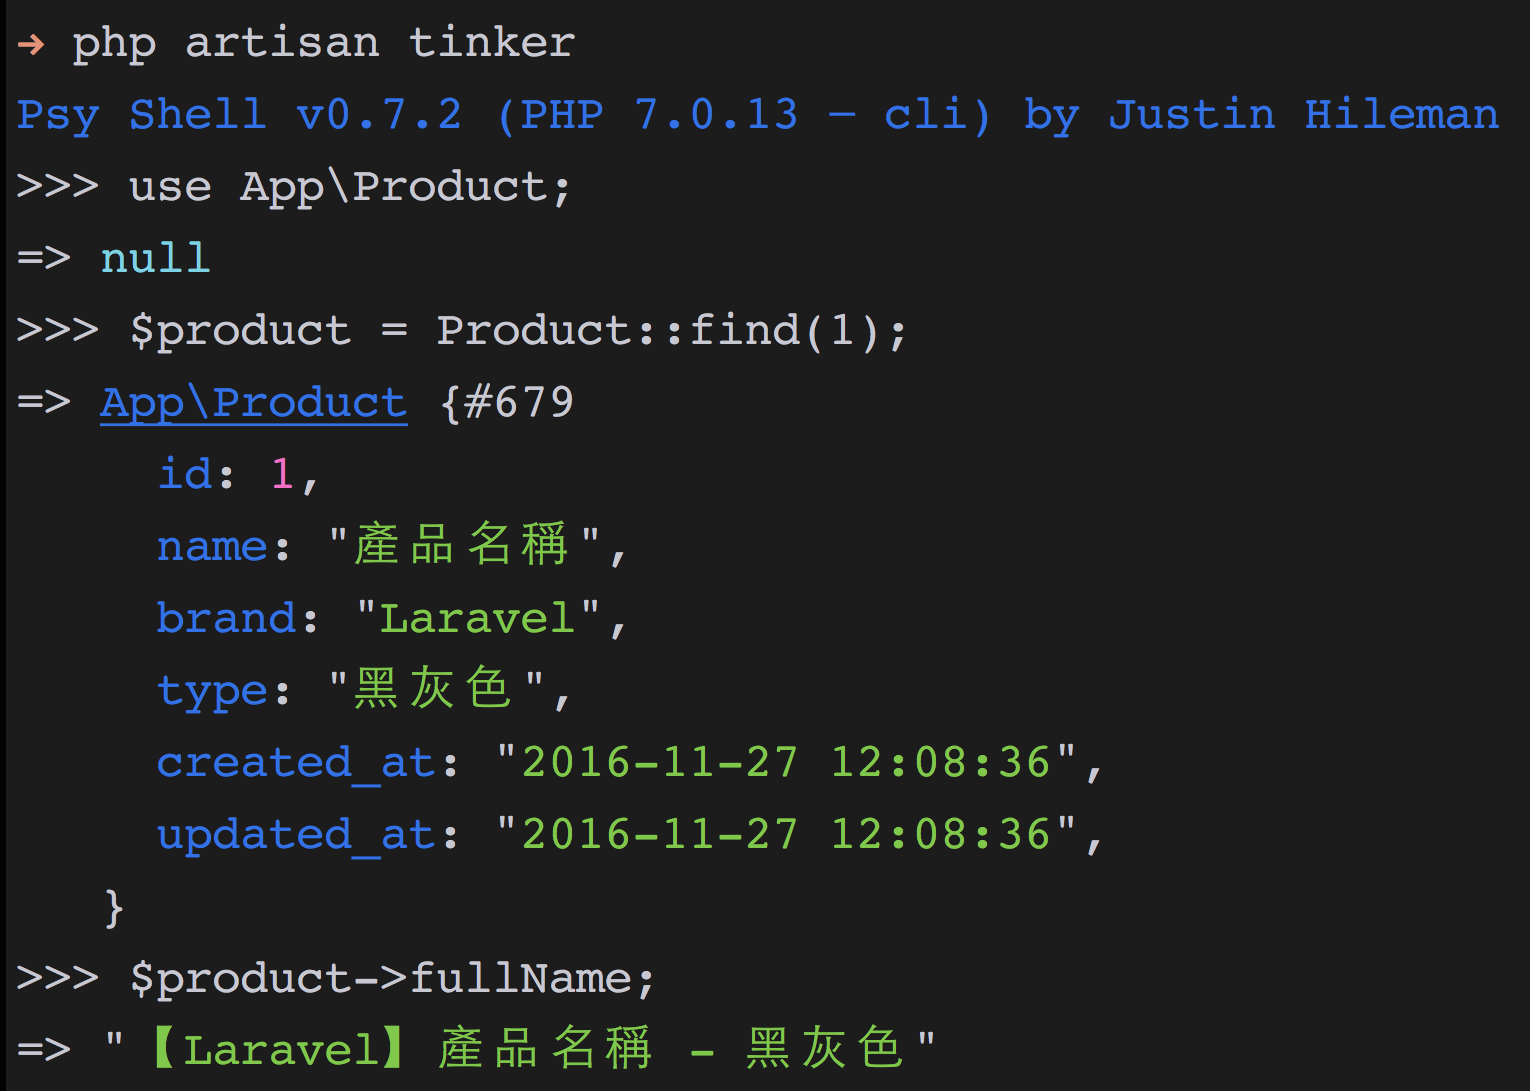 → php artisan tinker
Psy Shell v0.7.2 (PHP 7.0.13 — cli) by Justin Hileman
>>> use App\Product;
=> null
>>> $product = Product::find(1);
=> App\Product {#679
     id: 1,
     name: "產品名稱",
     brand: "Laravel",
     type: "黑灰色",
     created_at: "2016-11-27 12:08:36",
     updated_at: "2016-11-27 12:08:36",
   }
>>> $product->fullName;
=> "【Laravel】產品名稱 - 黑灰色"